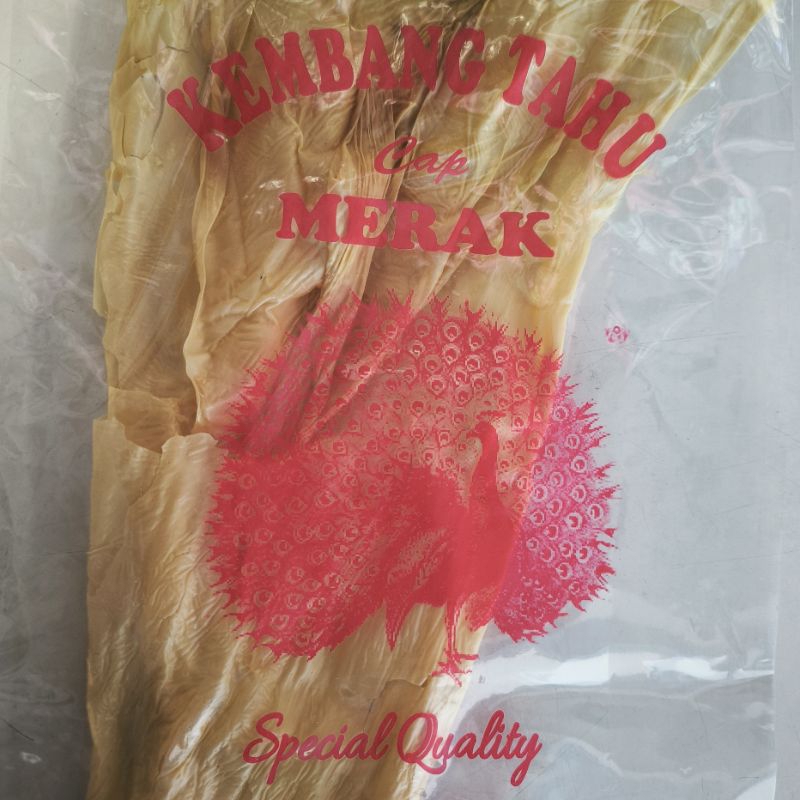 KEMBANG TAHU
Cap
MERAK
Special Quality